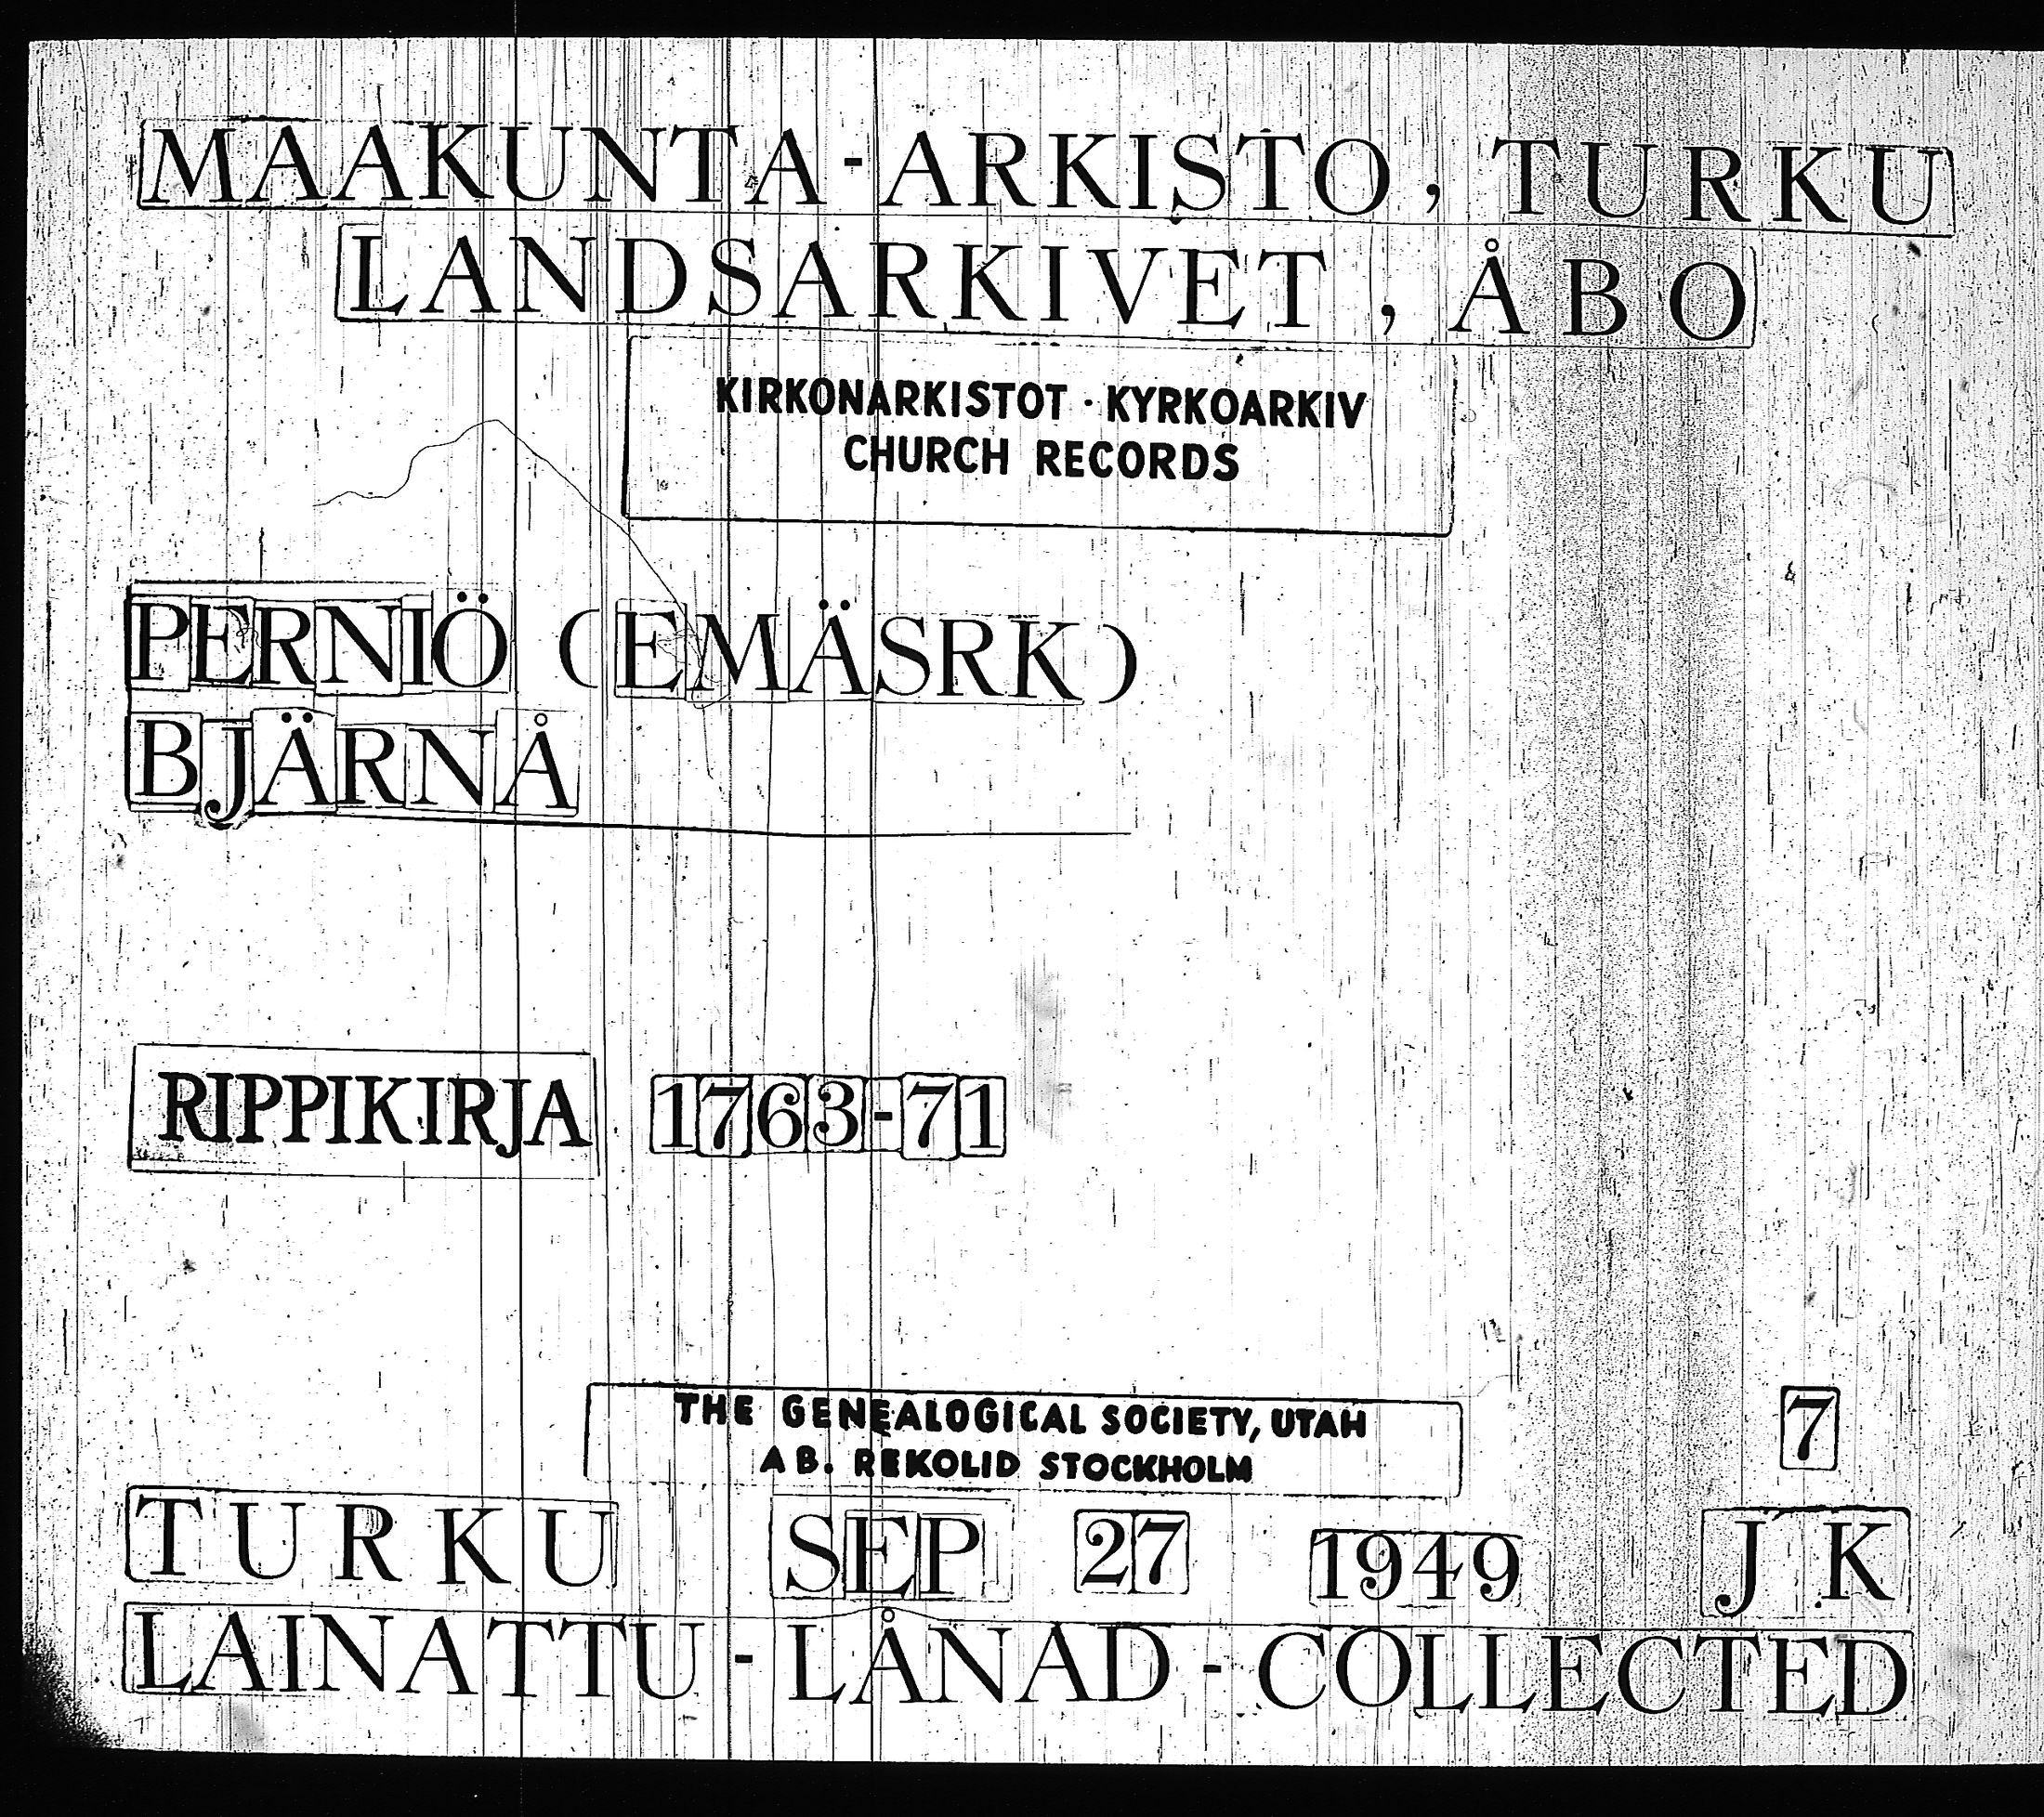 MAAKUNTA-ARKISTO, TURKU
LANDSARKIVET, ÅBO
KIRKONARKISTOT · KYRKOARKIV
CHURCH RECORDS
PERNIÖ (EMÄSRK)
BJÄRNÅ
RIPPIKIRJA 1763-71
THE GENEALOGICAL SOCIETY, UTAH
AB. REKOLID STOCKHOLM
7
TURKU SEP 27 1949 JK
LAINATTU - LÅNAD - COLLECTED